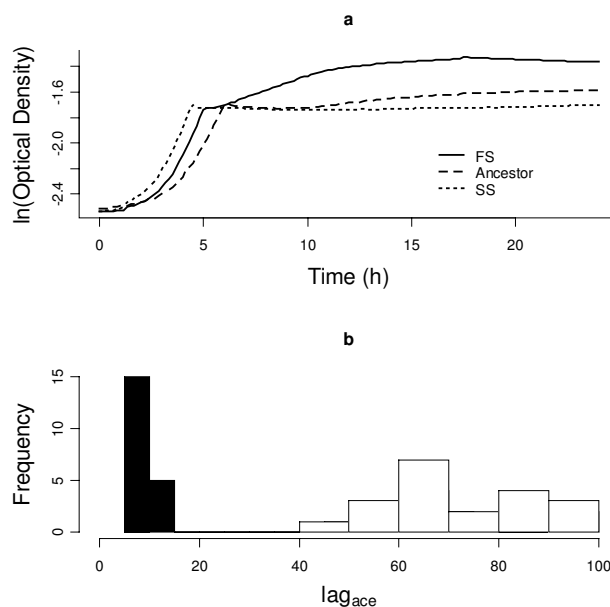 a
ln(Optical Density)
-1.6
-2.0
-2.4
FS
Ancestor
SS
0 5 10 15 20
Time (h)
b
Frequency
15
10
5
0
0 20 40 60 80 100
lag_ace